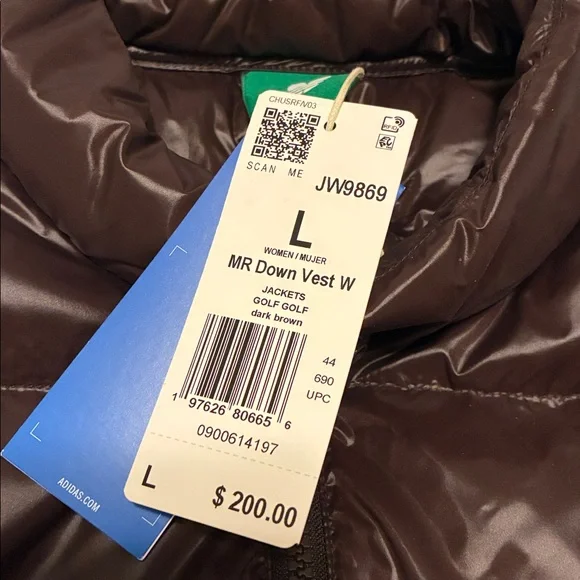 CHUSRF/V03
RFID
SCAN ME
JW9869
L
WOMEN / MUJER
MR Down Vest W
JACKETS
GOLF GOLF
dark brown
44
690
UPC
1 97626 80665 6
0900614197
L
$ 200.00
ADIDAS.COM